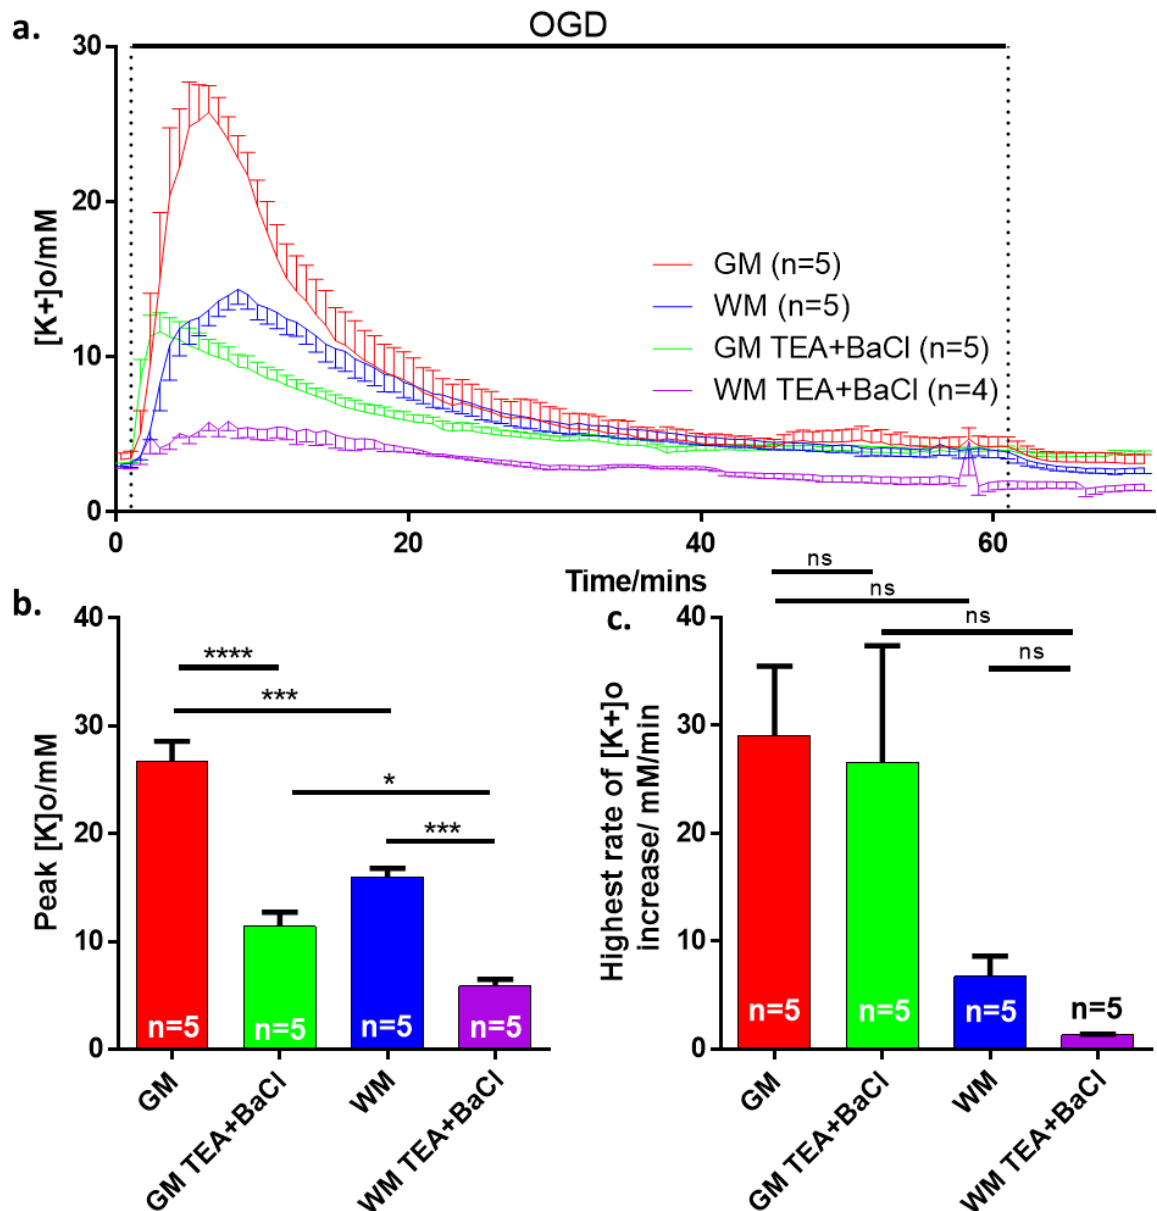 a.
OGD
30
20
10
0
[K+]o/mM
GM (n=5)
WM (n=5)
GM TEA+BaCl (n=5)
WM TEA+BaCl (n=4)
0 20 40 60
Time/mins
b.
40
30
20
10
0
Peak [K]o/mM
****
***
*
***
n=5 n=5 n=5 n=5
GM
GM TEA+BaCl
WM
WM TEA+BaCl
c.
ns
ns
ns
ns
40
30
20
10
0
Highest rate of [K+]o
increase/ mM/min
n=5 n=5 n=5 n=5
GM
GM TEA+BaCl
WM
WM TEA+BaCl